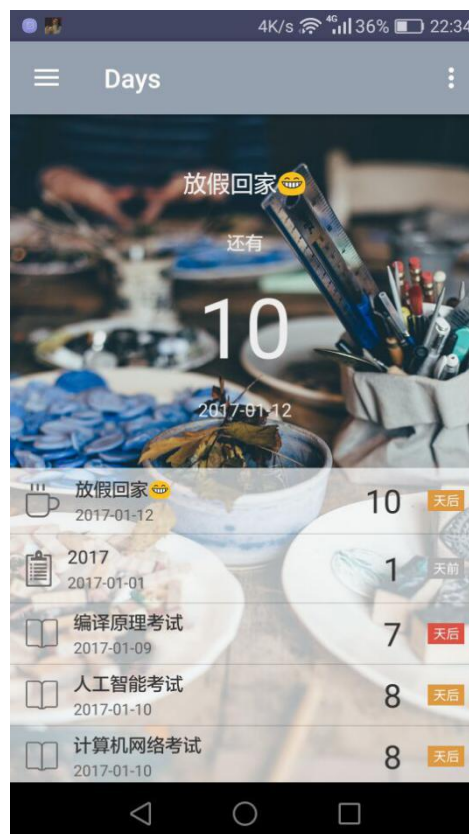 4K/s 4G 36% 22:34
Days
放假回家😁
还有
10
2017-01-12
放假回家😁
2017-01-12
10 天后
2017
2017-01-01
1 天前
编译原理考试
2017-01-09
7 天后
人工智能考试
2017-01-10
8 天后
计算机网络考试
2017-01-10
8 天后